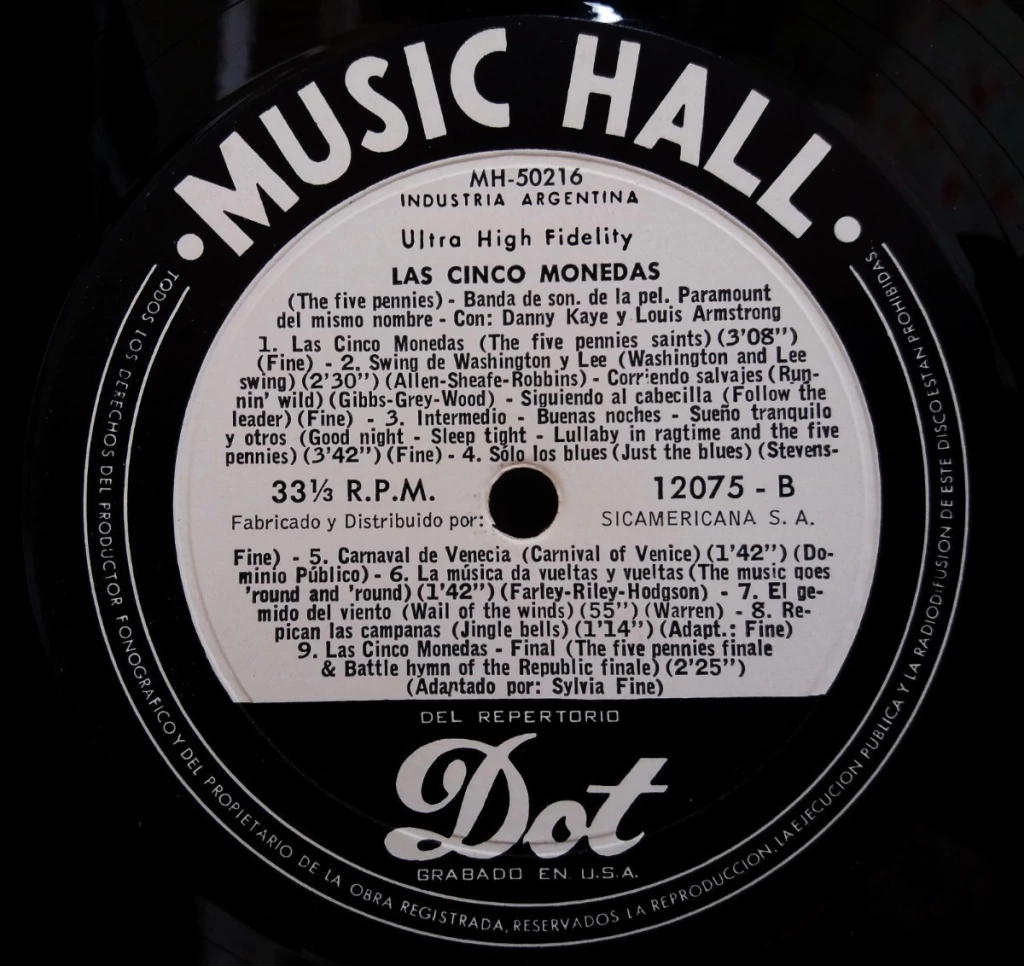 MUSIC HALL
MH-50216
INDUSTRIA ARGENTINA
Ultra High Fidelity
LAS CINCO MONEDAS
(The five pennies) - Banda de son. de la pel. Paramount
del mismo nombre - Con: Danny Kaye y Louis Armstrong
1. Las Cinco Monedas (The five pennies saints) (3'08")
(Fine) - 2. Swing de Washington y Lee (Washington and Lee
swing) (2'30") (Allen-Sheafe-Robbins) - Corriendo salvajes (Run-
nin' wild) (Gibbs-Grey-Wood) - Siguiendo al cabecilla (Follow the
leader) (Fine) - 3. Intermedio - Buenas noches - Sueño tranquilo
y otros (Good night - Sleep tight - Lullaby in ragtime and the five
pennies) (3'42") (Fine) - 4. Sólo los blues (Just the blues) (Stevens-
33⅓ R.P.M. 12075 - B
Fabricado y Distribuido por: SICAMERICANA S. A.
Fine) - 5. Carnaval de Venecia (Carnival of Venice) (1'42") (Do-
minio Público) - 6. La música da vueltas y vueltas (The music goes
'round and 'round) (1'42") (Farley-Riley-Hodgson) - 7. El ge-
mido del viento (Wail of the winds) (55") (Warren) - 8. Re-
pican las campanas (Jingle bells) (1'14") (Adapt.: Fine)
9. Las Cinco Monedas - Final (The five pennies finale
& Battle hymn of the Republic finale) (2'25")
(Adaptado por: Sylvia Fine)
DEL REPERTORIO
Dot
GRABADO EN U.S.A.
TODOS LOS DERECHOS DEL PRODUCTOR FONOGRAFICO Y DEL PROPIETARIO DE LA OBRA REGISTRADA, RESERVADOS LA REPRODUCCION, LA EJECUCION PUBLICA Y LA RADIODIFUSION DE ESTE DISCO ESTAN PROHIBIDAS.